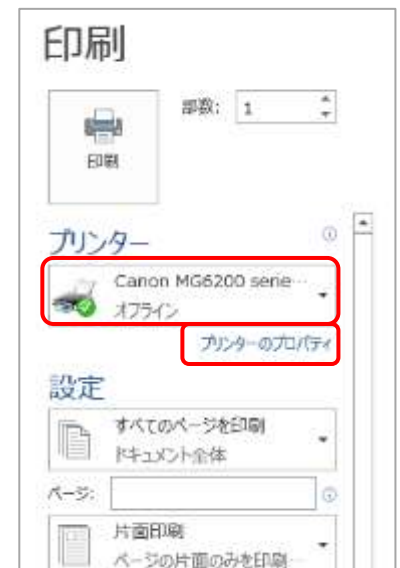 印刷
部数: 1
印刷
プリンター
Canon MG6200 serie…
オフライン
プリンターのプロパティ
設定
すべてのページを印刷
ドキュメント全体
ページ:
片面印刷
ページの片面のみを印刷…